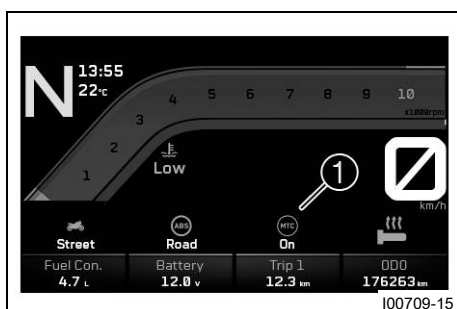 N
13:55
22°C
1 2 3 4 5 6 7 8 9 10
x1000rpm
Low
1
0
km/h
ABS
MTC
Street
Road
On
Fuel Con.
Battery
Trip 1
ODO
4.7 L
12.0 v
12.3 km
176263 km
I00709-15